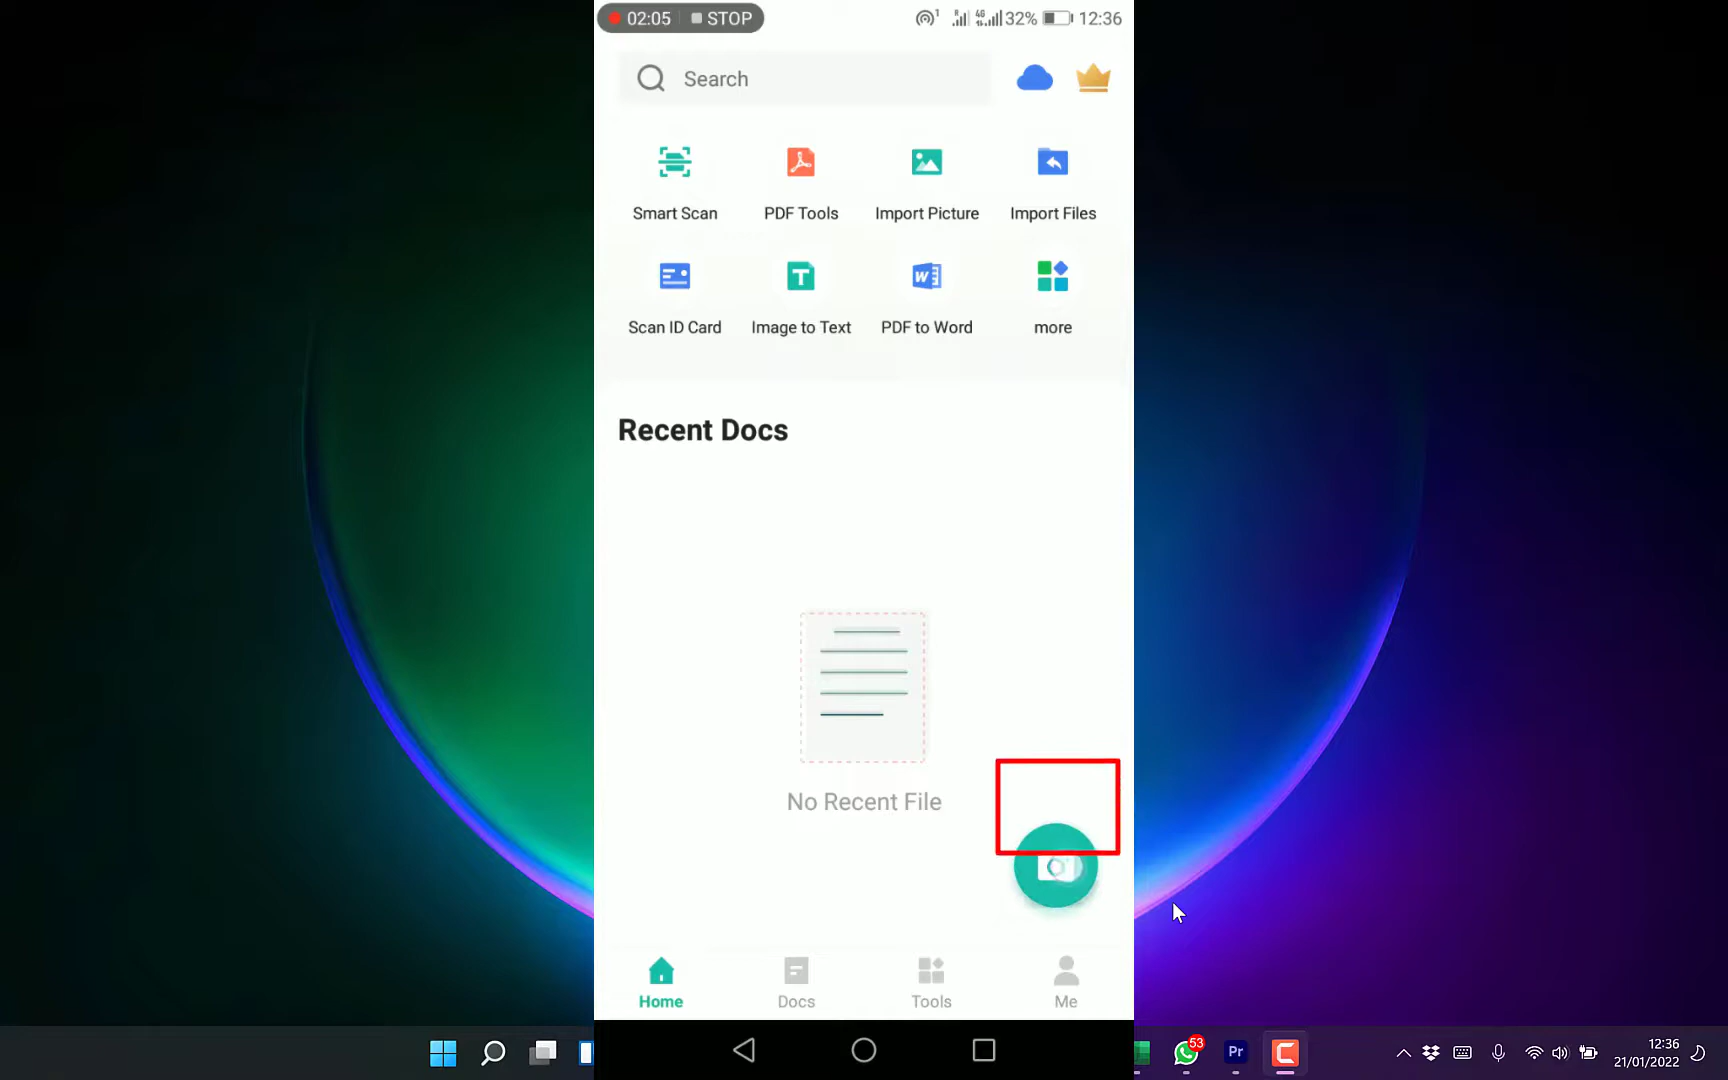 02:05 STOP
1 R 4G 32% 12:36
Search
Smart Scan PDF Tools Import Picture Import Files
T W
Scan ID Card Image to Text PDF to Word more
Recent Docs
No Recent File
Home Docs Tools Me
53
Pr
12:36
21/01/2022